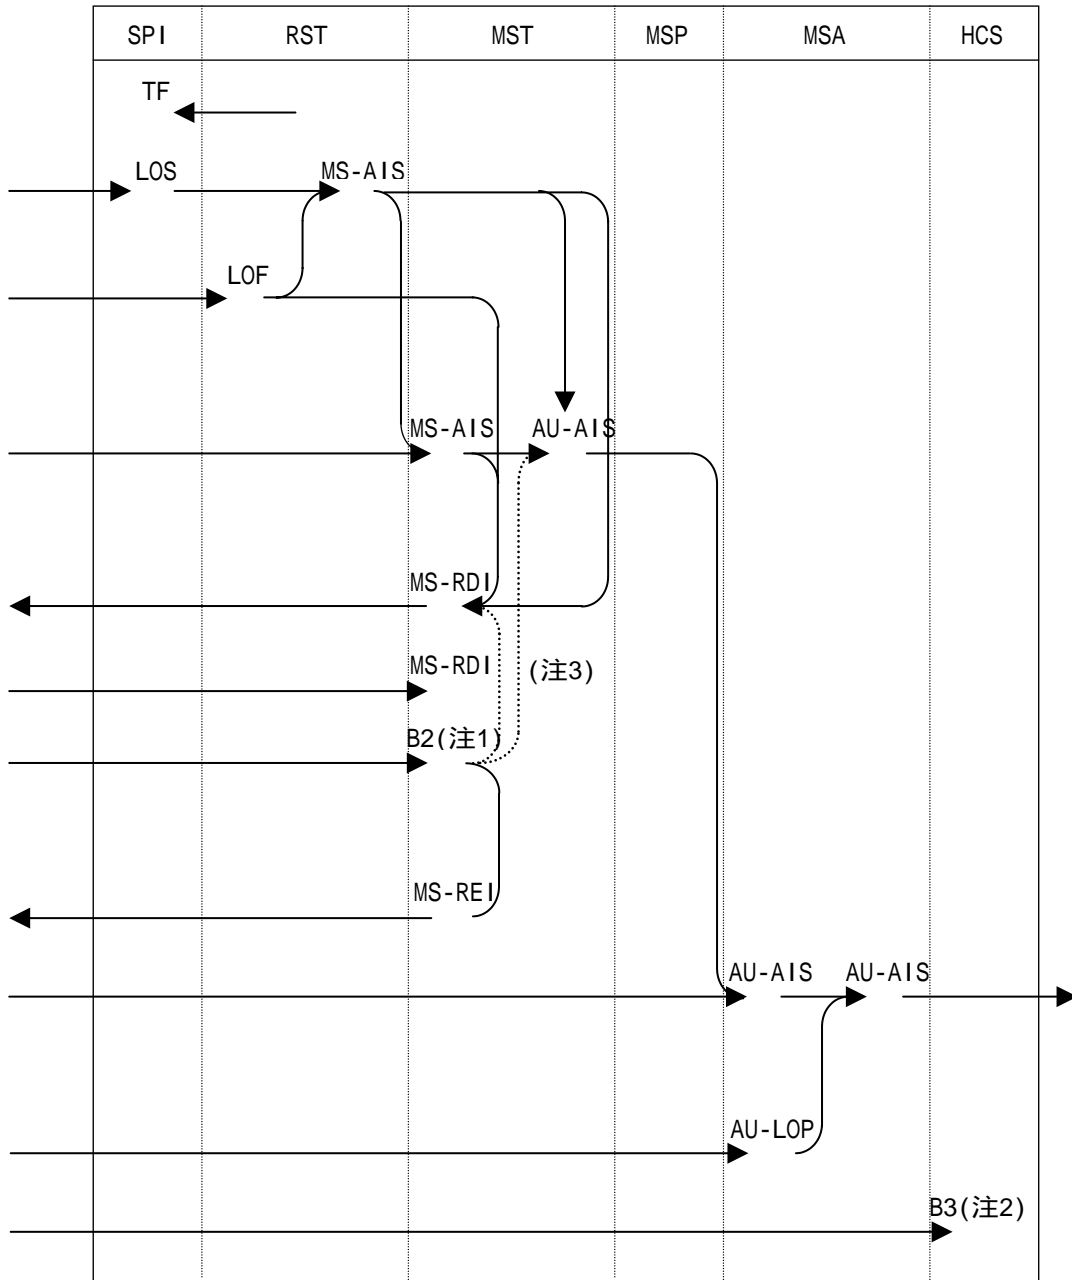 SPI RST MST MSP MSA HCS
TF
LOS MS-AIS
LOF
MS-AIS AU-AIS
MS-RDI
MS-RDI (注3)
B2(注1)
MS-REI
AU-AIS AU-AIS
AU-LOP
B3(注2)